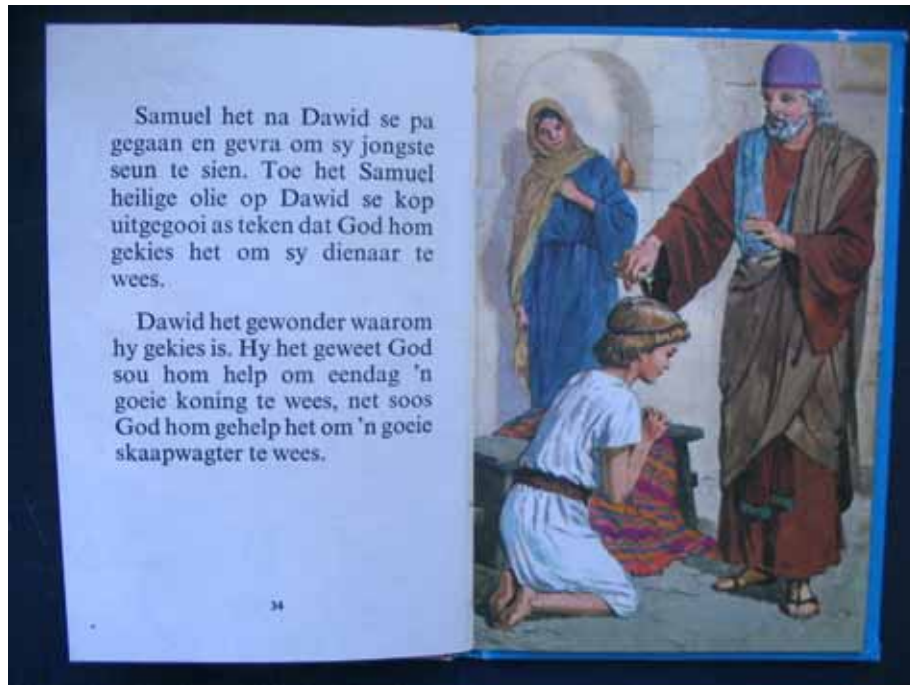 Samuel het na Dawid se pa
gegaan en gevra om sy jongste
seun te sien. Toe het Samuel
heilige olie op Dawid se kop
uitgegooi as teken dat God hom
gekies het om sy dienaar te
wees.
Dawid het gewonder waarom
hy gekies is. Hy het geweet God
sou hom help om eendag 'n
goeie koning te wees, net soos
God hom gehelp het om 'n goeie
skaapwagter te wees.
34